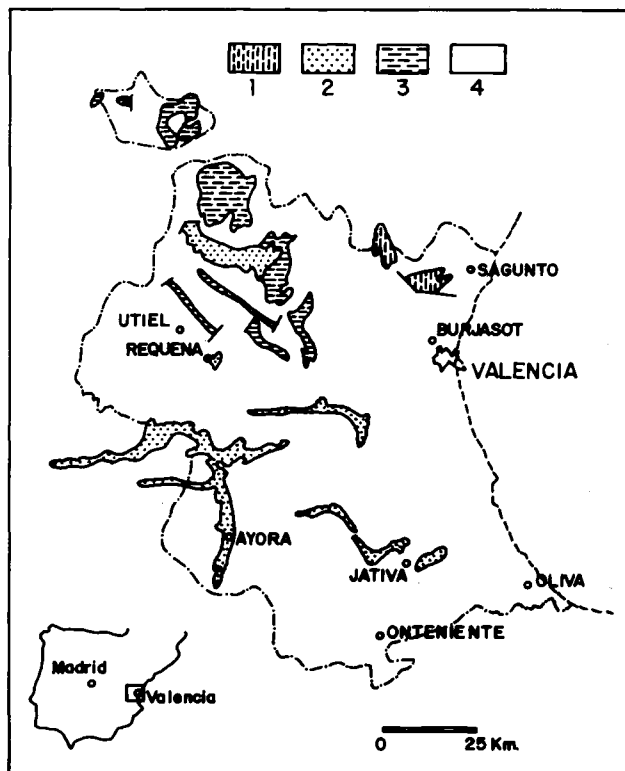 1 2 3 4
SAGUNTO
UTIEL
BURJASOT
REQUENA
VALENCIA
AYORA
JATIVA
OLIVA
ONTENIENTE
Madrid
Valencia
0 25 Km.